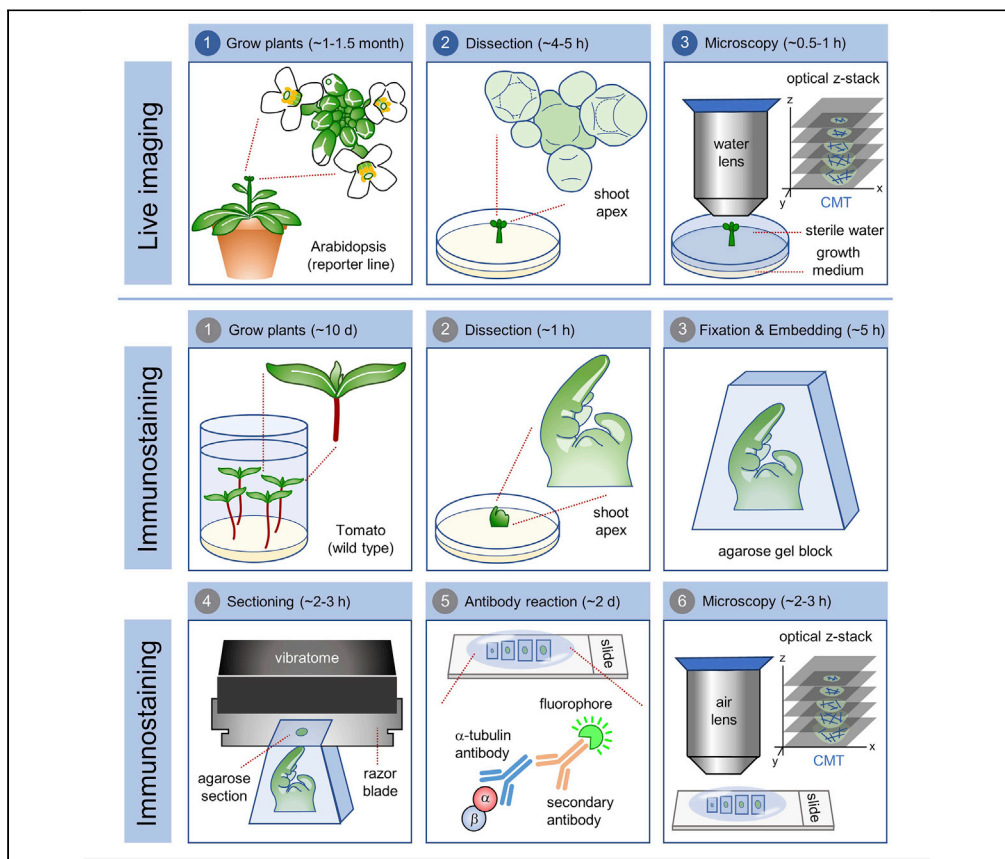 Live imaging
1 Grow plants (~1-1.5 month)
Arabidopsis
(reporter line)
2 Dissection (~4-5 h)
shoot
apex
3 Microscopy (~0.5-1 h)
optical z-stack
z
water
lens
x
y
CMT
sterile water
growth
medium
Immunostaining
1 Grow plants (~10 d)
Tomato
(wild type)
2 Dissection (~1 h)
shoot
apex
3 Fixation & Embedding (~5 h)
agarose gel block
Immunostaining
4 Sectioning (~2-3 h)
vibratome
agarose
section
razor
blade
5 Antibody reaction (~2 d)
slide
fluorophore
α-tubulin
antibody
α
β
secondary
antibody
6 Microscopy (~2-3 h)
optical z-stack
z
air
lens
x
y
CMT
slide